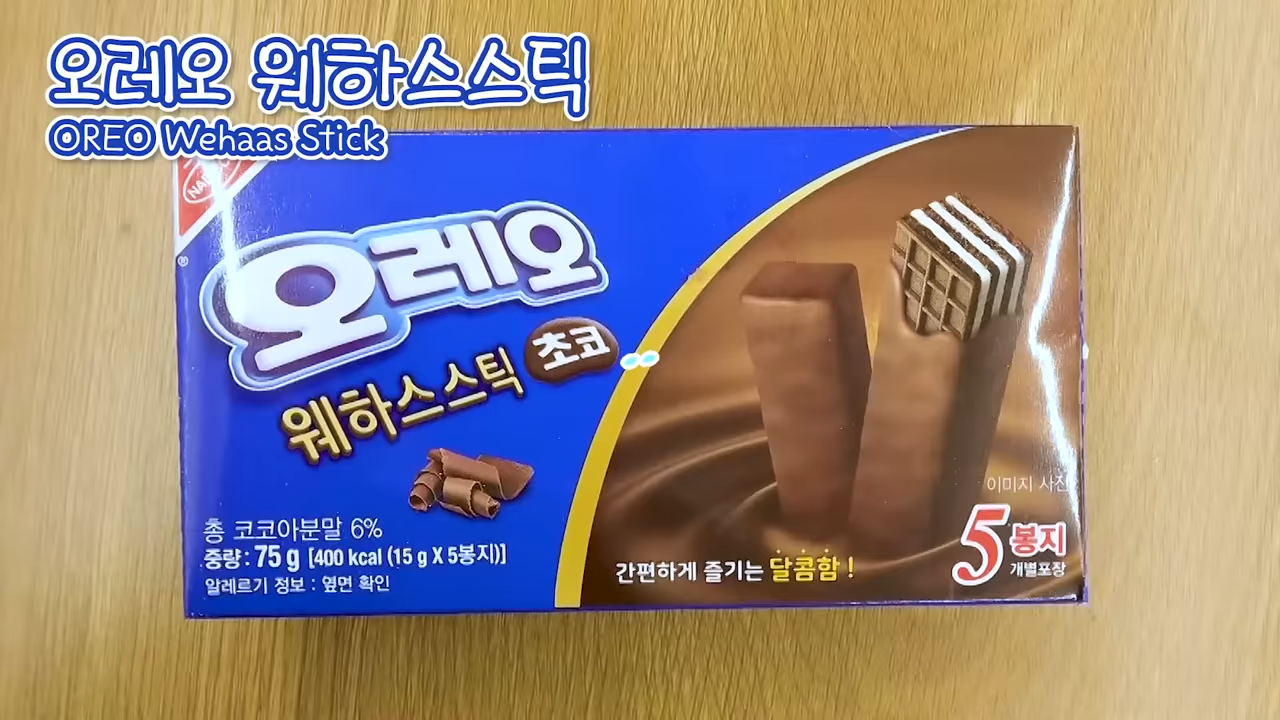 오레오 웨하스스틱
OREO Wehaas Stick
®
오레오
웨하스스틱 초코
총 코코아분말 6%
중량 : 75 g [400 kcal (15 g X 5봉지)]
알레르기 정보 : 옆면 확인
이미지 사진
간편하게 즐기는 달콤함 !
5 봉지
개별포장